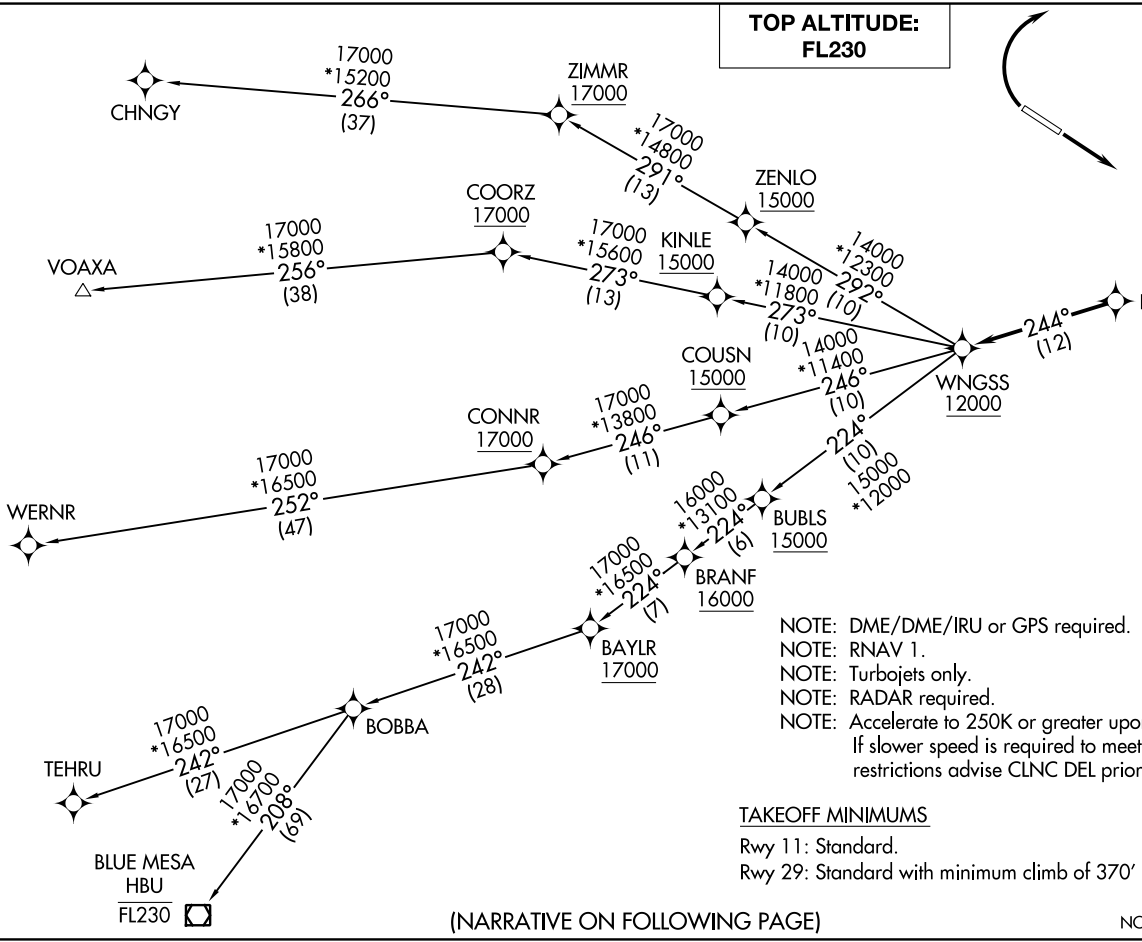 TOP ALTITUDE:
FL230
17000
*15200
266°
(37)
CHNGY
ZIMMR
17000
17000
*14800
291°
(13)
ZENLO
15000
COORZ
17000
17000
*15800
256°
(38)
VOAXA
17000
*15600
273°
(13)
KINLE
15000
14000
*12300
292°
(10)
14000
*11800
273°
(10)
244°
(12)
WNGSS
12000
COUSN
15000
14000
*11400
246°
(10)
CONNR
17000
17000
*13800
246°
(11)
224°
(10)
15000
*12000
17000
*16500
252°
(47)
WERNR
BUBLS
15000
16000
*13100
224°
(6)
BRANF
16000
17000
*16500
224°
(7)
BAYLR
17000
17000
*16500
242°
(28)
BOBBA
17000
*16500
242°
(27)
TEHRU
17000
*16700
208°
(69)
BLUE MESA
HBU
FL230
NOTE: DME/DME/IRU or GPS required.
NOTE: RNAV 1.
NOTE: Turbojets only.
NOTE: RADAR required.
NOTE: Accelerate to 250K or greater upo
If slower speed is required to meet
restrictions advise CLNC DEL prior
TAKEOFF MINIMUMS
Rwy 11: Standard.
Rwy 29: Standard with minimum climb of 370'
(NARRATIVE ON FOLLOWING PAGE)
NO